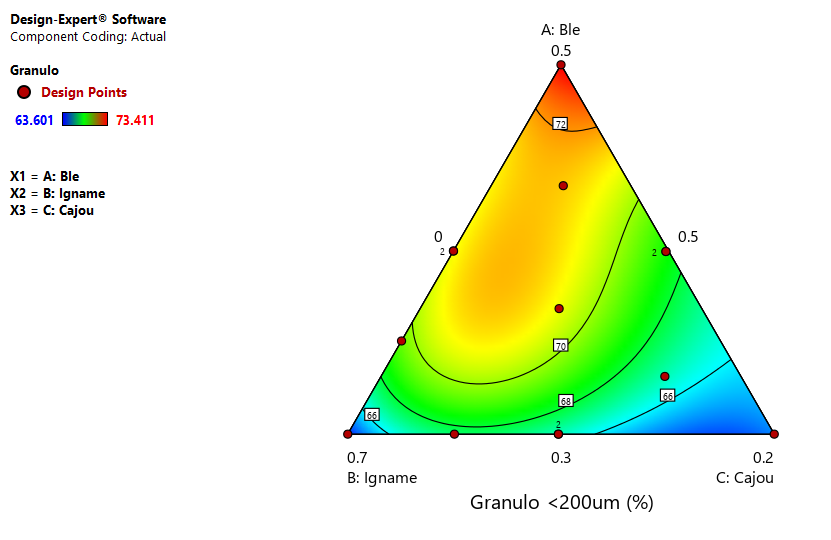 Design-Expert® Software
Component Coding: Actual
Granulo
Design Points
63.601 73.411
X1 = A: Ble
X2 = B: Igname
X3 = C: Cajou
A: Ble
0.5
72
0
2
2
0.5
70
68
66
66
2
0.7
0.3
0.2
B: Igname
C: Cajou
Granulo <200um (%)